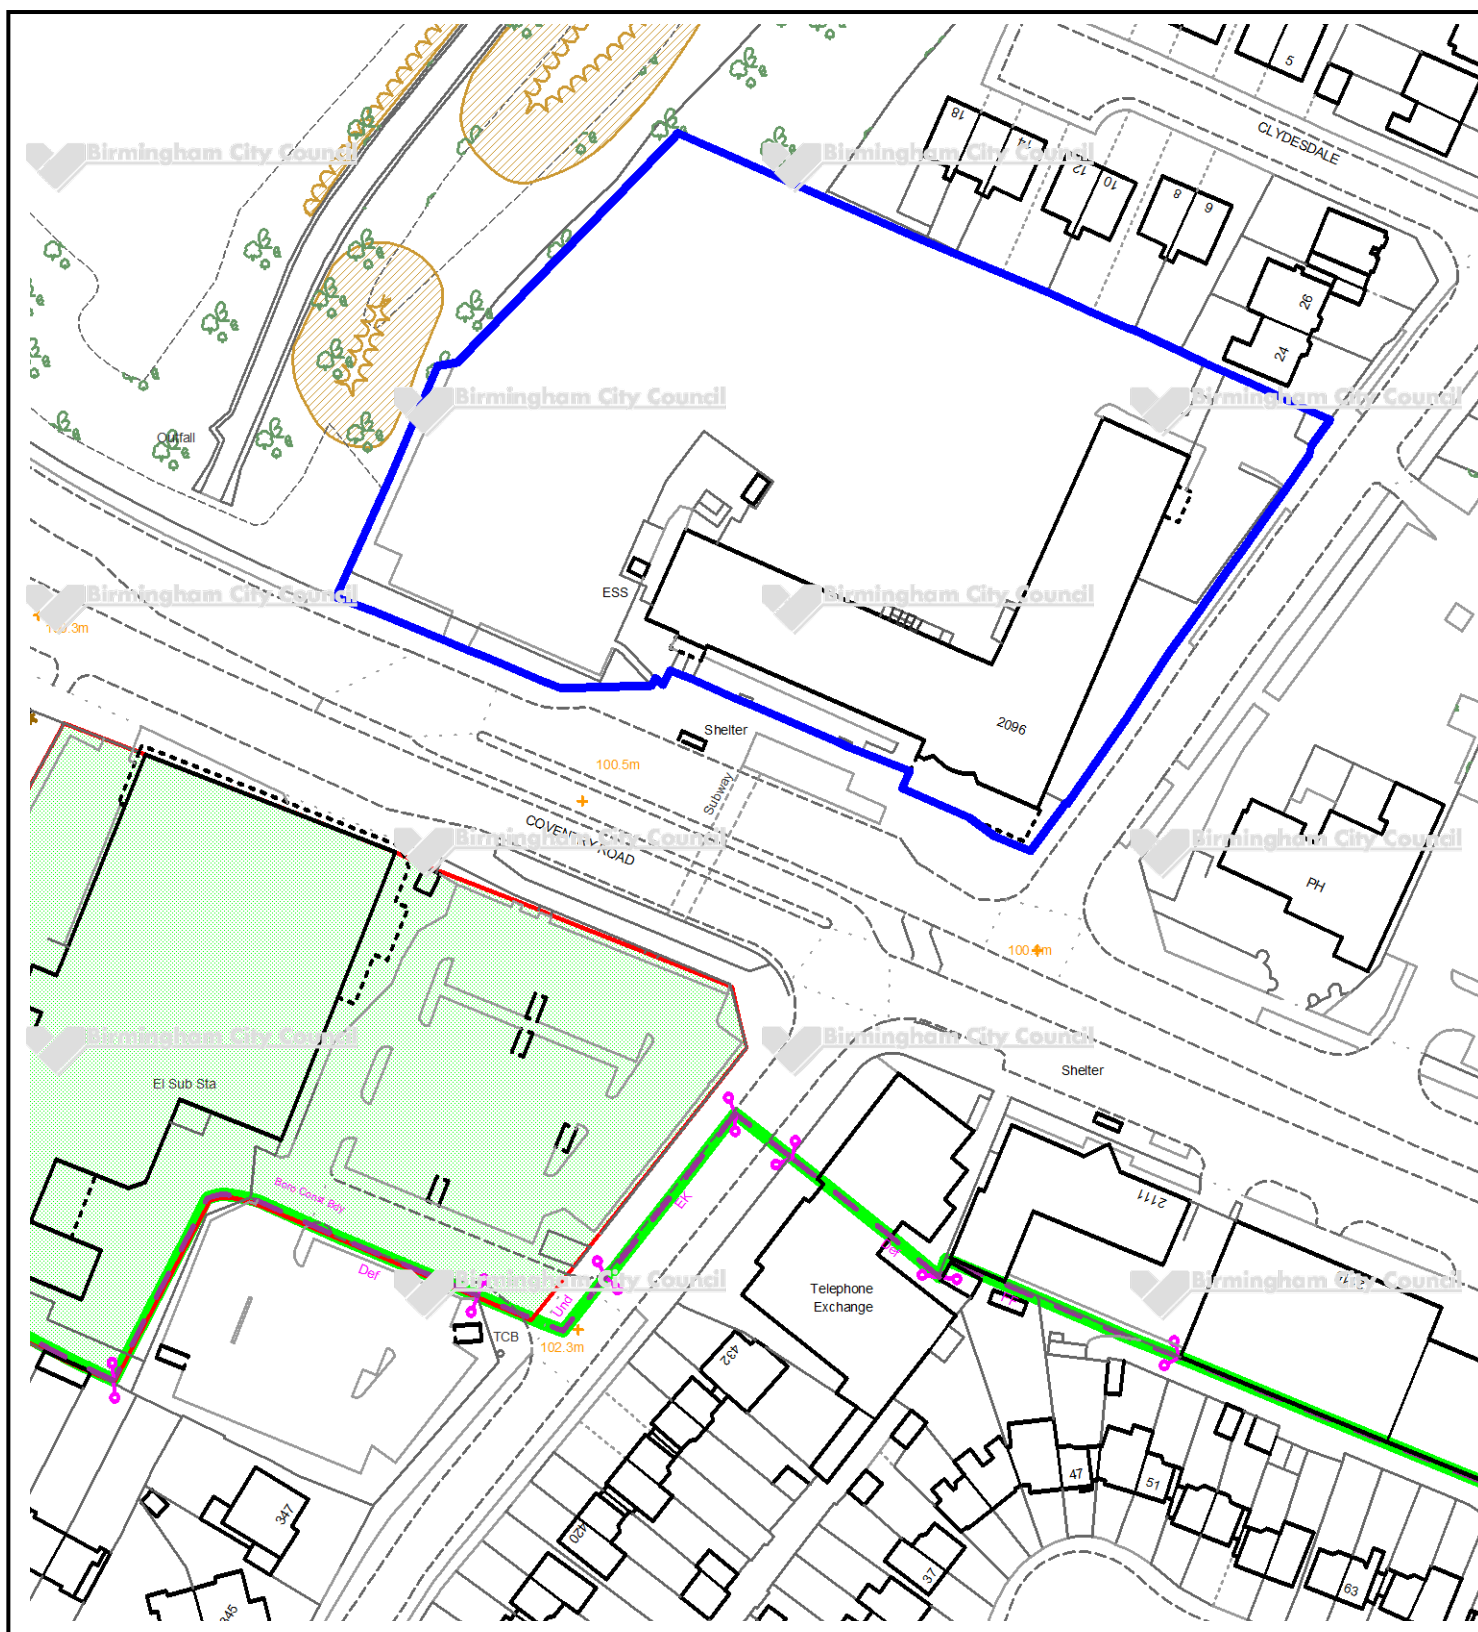 5
CLYDESDALE
18
14
12
10
8
6
Birmingham City Council
Birmingham City Council
26
24
Birmingham City Council
Birmingham City Council
Outfall
ESS
Birmingham City Council
Birmingham City Council
2096
Shelter
100.5m
Subway
COVENTRY ROAD
Birmingham City Council
Birmingham City Council
PH
Birmingham City Council
Birmingham City Council
El Sub Sta
Shelter
Boro Const Bdy
EK
2111
Def
Birmingham City Council
Birmingham City Council
Und
Telephone
Exchange
TCB
102.3m
432
47
51
347
420
37
63
345